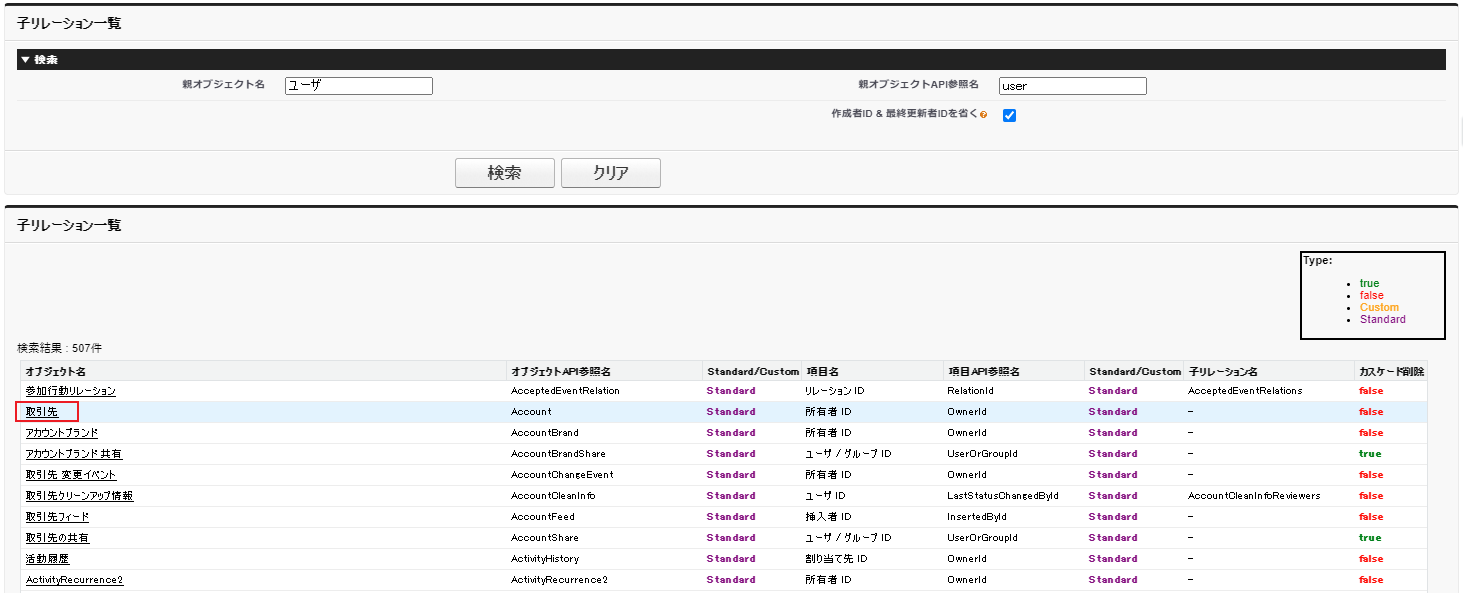 子リレーション一覧
▼ 検索
親オブジェクト名 ユーザ 親オブジェクトAPI参照名 user
作成者ID & 最終更新者IDを省く
検索 クリア
子リレーション一覧
Type:
true
false
Custom
Standard
検索結果 : 507件
オブジェクト名 オブジェクトAPI参照名 Standard/Custom 項目名 項目API参照名 Standard/Custom 子リレーション名 カスケード削除
参加行動リレーション AcceptedEventRelation Standard リレーション ID RelationId Standard AcceptedEventRelations false
取引先 Account Standard 所有者 ID OwnerId Standard - false
アカウントブランド AccountBrand Standard 所有者 ID OwnerId Standard - false
アカウントブランド 共有 AccountBrandShare Standard ユーザ / グループ ID UserOrGroupId Standard - true
取引先 変更イベント AccountChangeEvent Standard 所有者 ID OwnerId Standard - false
取引先クリーンアップ情報 AccountCleanInfo Standard ユーザ ID LastStatusChangedById Standard AccountCleanInfoReviewers false
取引先フィード AccountFeed Standard 挿入者 ID InsertedById Standard - false
取引先の共有 AccountShare Standard ユーザ / グループ ID UserOrGroupId Standard - true
活動履歴 ActivityHistory Standard 割り当て先 ID OwnerId Standard - false
ActivityRecurrence2 ActivityRecurrence2 Standard 所有者 ID OwnerId Standard - false